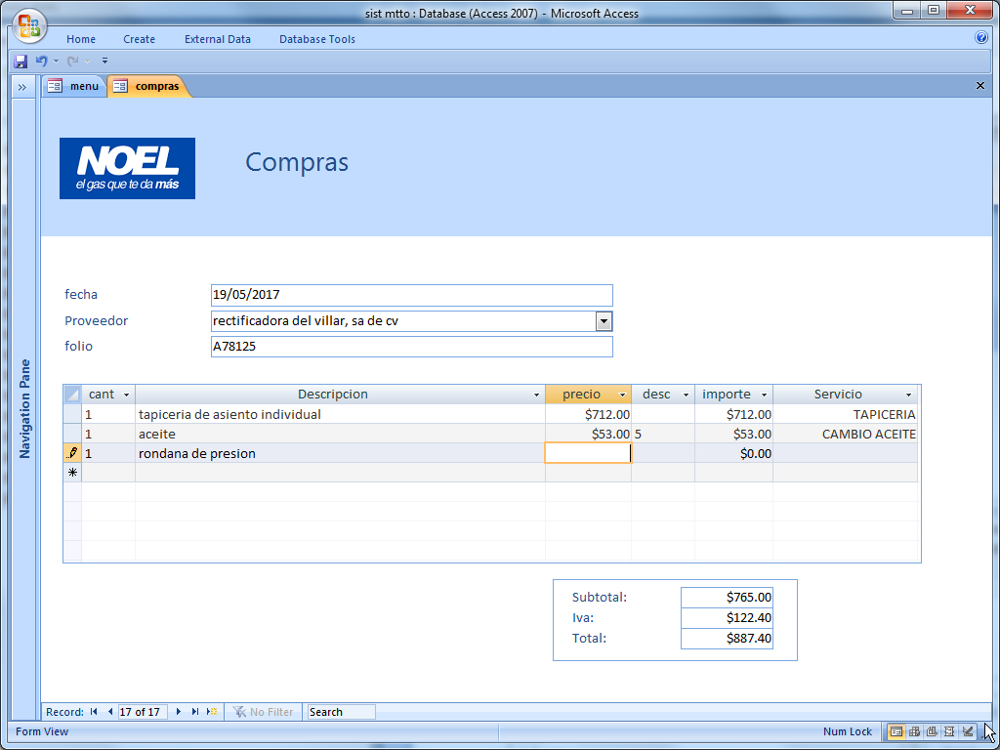 sist mtto : Database (Access 2007) - Microsoft Access
Home Create External Data Database Tools
menu compras
NOEL
el gas que te da más
Compras
Navigation Pane
fecha 19/05/2017
Proveedor rectificadora del villar, sa de cv
folio A78125
cant Descripcion precio desc importe Servicio
1 tapiceria de asiento individual $712.00 $712.00 TAPICERIA
1 aceite $53.00 5 $53.00 CAMBIO ACEITE
1 rondana de presion $0.00
Subtotal: $765.00
Iva: $122.40
Total: $887.40
Record: 17 of 17 No Filter Search
Form View Num Lock